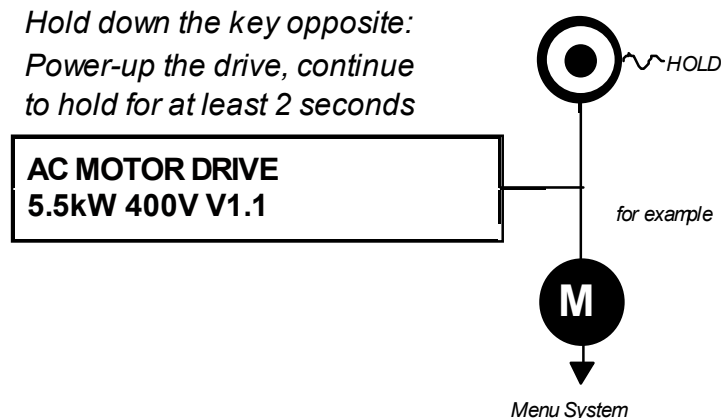 Hold down the key opposite:
Power-up the drive, continue
to hold for at least 2 seconds
HOLD
AC MOTOR DRIVE
5.5kW 400V V1.1
for example
M
Menu System